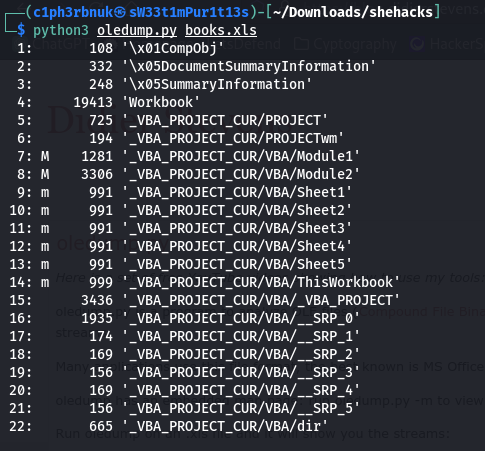 (c1ph3rbnuk㉿sW33t1mPur1t13s)-[~/Downloads/shehacks]
$ python3 oledump.py books.xls
1: 108 '\x01CompObj'
2: 332 '\x05DocumentSummaryInformation'
3: 248 '\x05SummaryInformation'
4: 19413 'Workbook'
5: 725 '_VBA_PROJECT_CUR/PROJECT'
6: 194 '_VBA_PROJECT_CUR/PROJECTwm'
7: M 1281 '_VBA_PROJECT_CUR/VBA/Module1'
8: M 3306 '_VBA_PROJECT_CUR/VBA/Module2'
9: m 991 '_VBA_PROJECT_CUR/VBA/Sheet1'
10: m 991 '_VBA_PROJECT_CUR/VBA/Sheet2'
11: m 991 '_VBA_PROJECT_CUR/VBA/Sheet3'
12: m 991 '_VBA_PROJECT_CUR/VBA/Sheet4'
13: m 991 '_VBA_PROJECT_CUR/VBA/Sheet5'
14: m 999 '_VBA_PROJECT_CUR/VBA/ThisWorkbook'
15: 3436 '_VBA_PROJECT_CUR/VBA/_VBA_PROJECT'
16: 1935 '_VBA_PROJECT_CUR/VBA/__SRP_0'
17: 174 '_VBA_PROJECT_CUR/VBA/__SRP_1'
18: 169 '_VBA_PROJECT_CUR/VBA/__SRP_2'
19: 156 '_VBA_PROJECT_CUR/VBA/__SRP_3'
20: 169 '_VBA_PROJECT_CUR/VBA/__SRP_4'
21: 156 '_VBA_PROJECT_CUR/VBA/__SRP_5'
22: 665 '_VBA_PROJECT_CUR/VBA/dir'